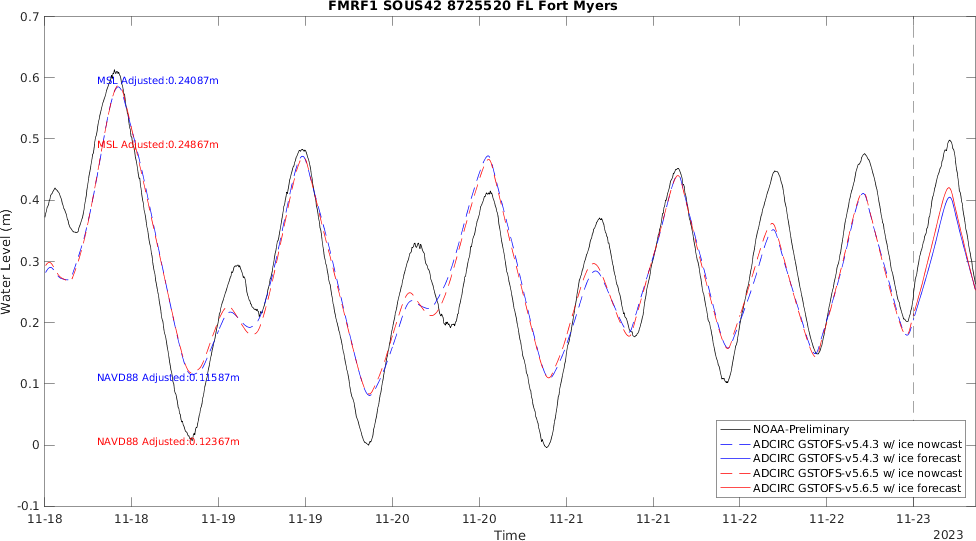 FMRF1 SOUS42 8725520 FL Fort Myers
0.7
0.6
0.5
0.4
0.3
0.2
0.1
0
-0.1
Water Level (m)
MSL Adjusted:0.24087m
MSL Adjusted:0.24867m
NAVD88 Adjusted:0.11587m
NAVD88 Adjusted:0.12367m
NOAA-Preliminary
ADCIRC GSTOFS-v5.4.3 w/ ice nowcast
ADCIRC GSTOFS-v5.4.3 w/ ice forecast
ADCIRC GSTOFS-v5.6.5 w/ ice nowcast
ADCIRC GSTOFS-v5.6.5 w/ ice forecast
11-18 11-18 11-19 11-19 11-20 11-20 11-21 11-21 11-22 11-22 11-23
Time
2023